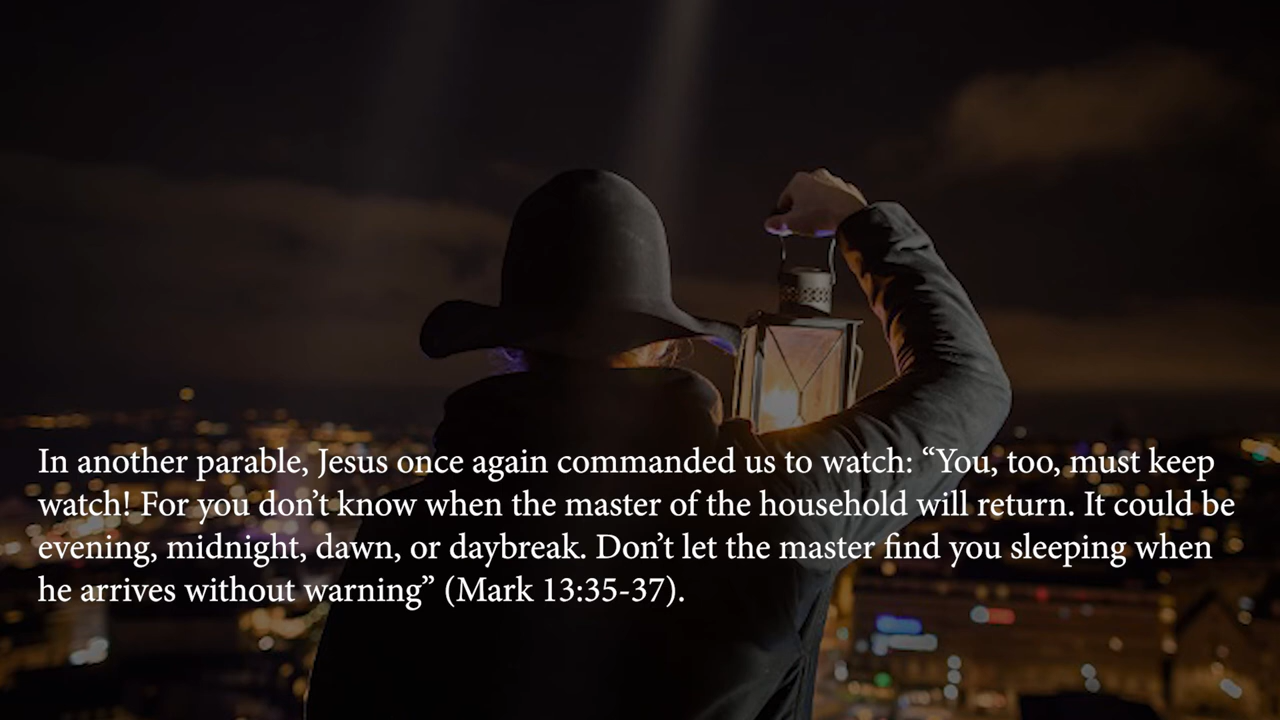 In another parable, Jesus once again commanded us to watch: “You, too, must keep
watch! For you don’t know when the master of the household will return. It could be
evening, midnight, dawn, or daybreak. Don’t let the master find you sleeping when
he arrives without warning” (Mark 13:35-37).